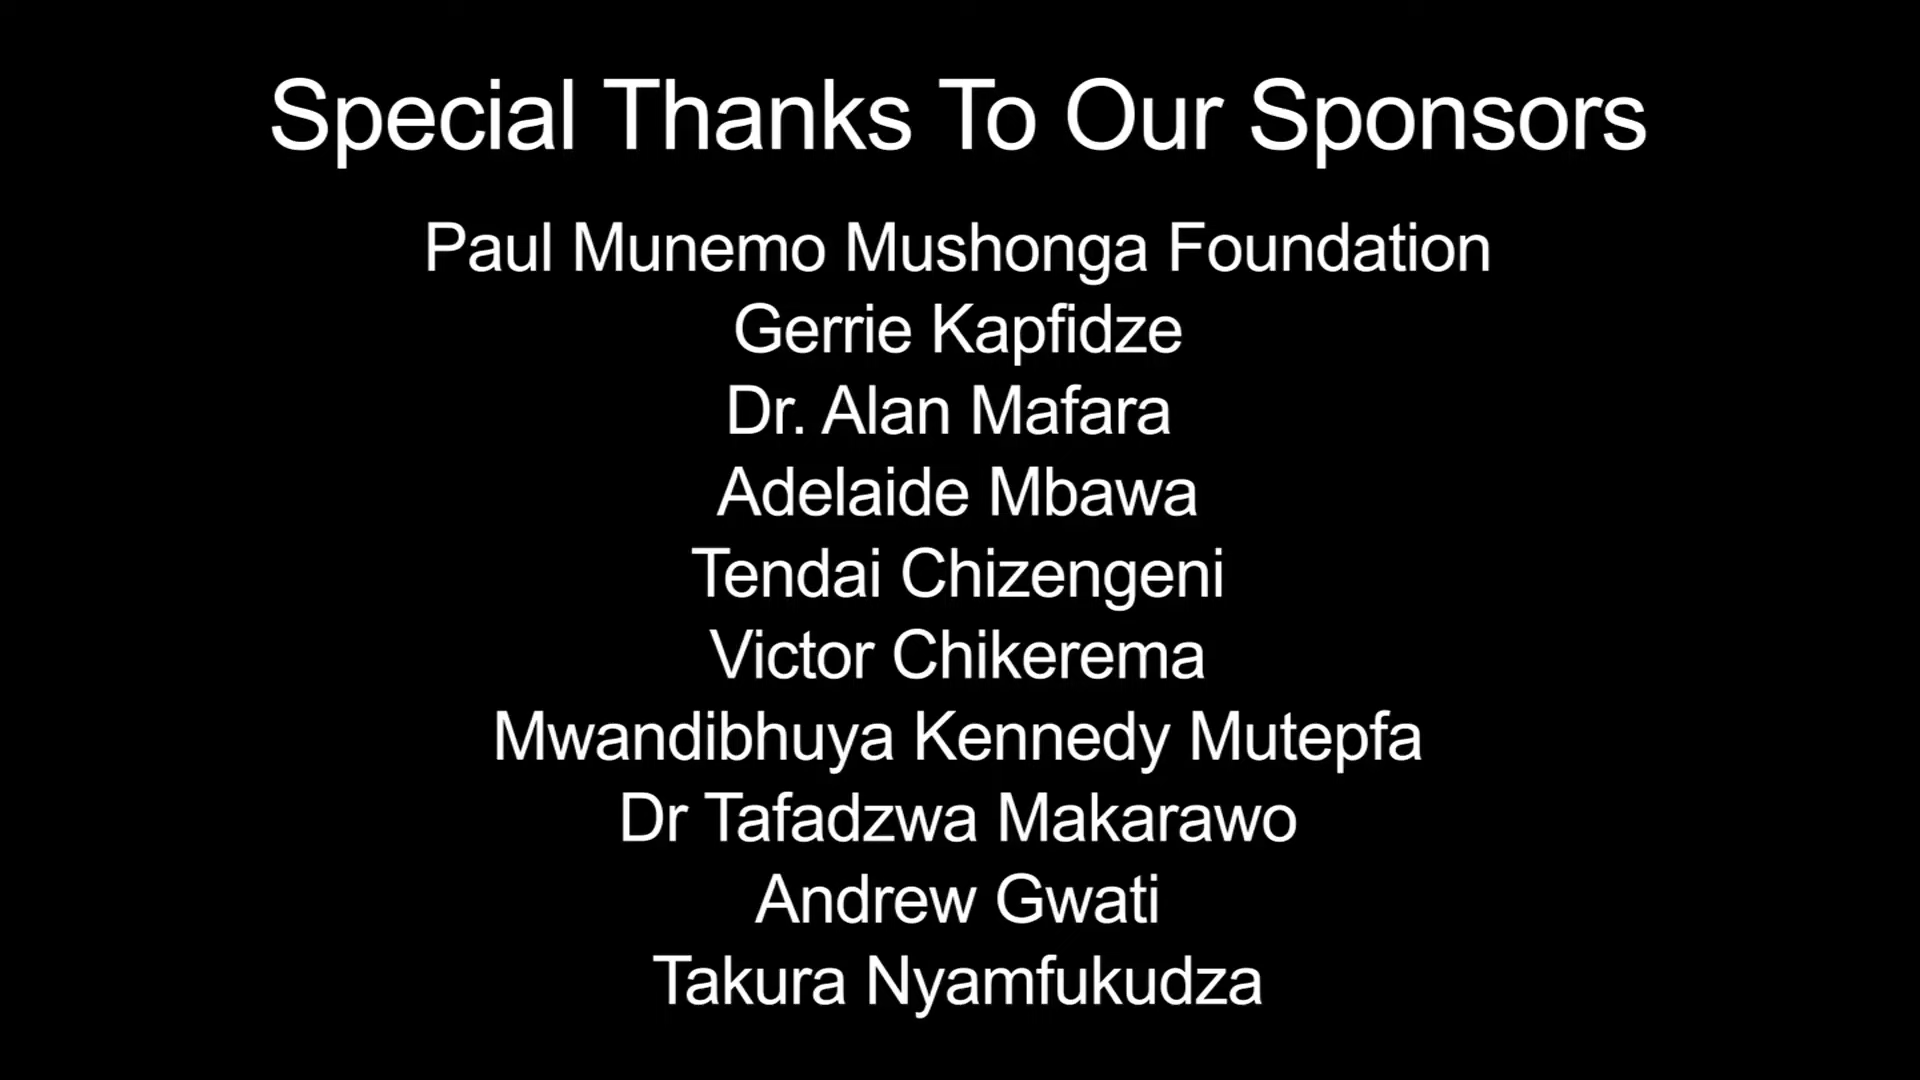 Special Thanks To Our Sponsors
Paul Munemo Mushonga Foundation
Gerrie Kapfidze
Dr. Alan Mafara
Adelaide Mbawa
Tendai Chizengeni
Victor Chikerema
Mwandibhuya Kennedy Mutepfa
Dr Tafadzwa Makarawo
Andrew Gwati
Takura Nyamfukudza